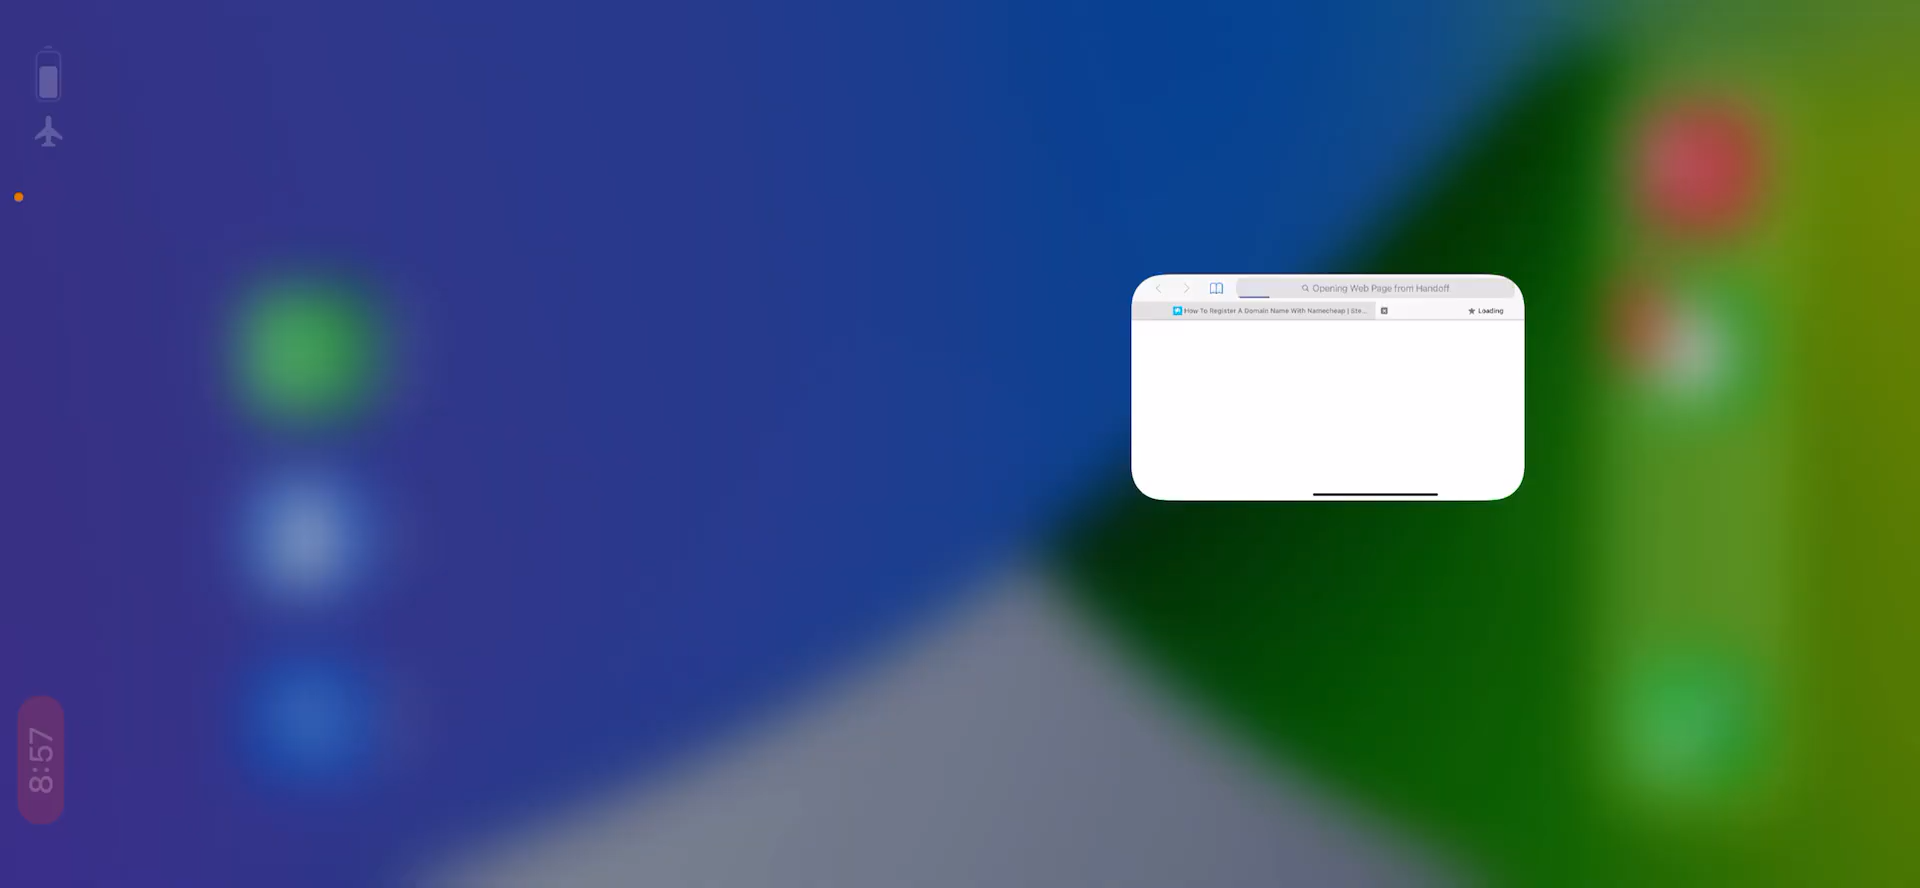 8:57
Opening Web Page from Handoff
How To Register A Domain Name With Namecheap | Ste...
Loading